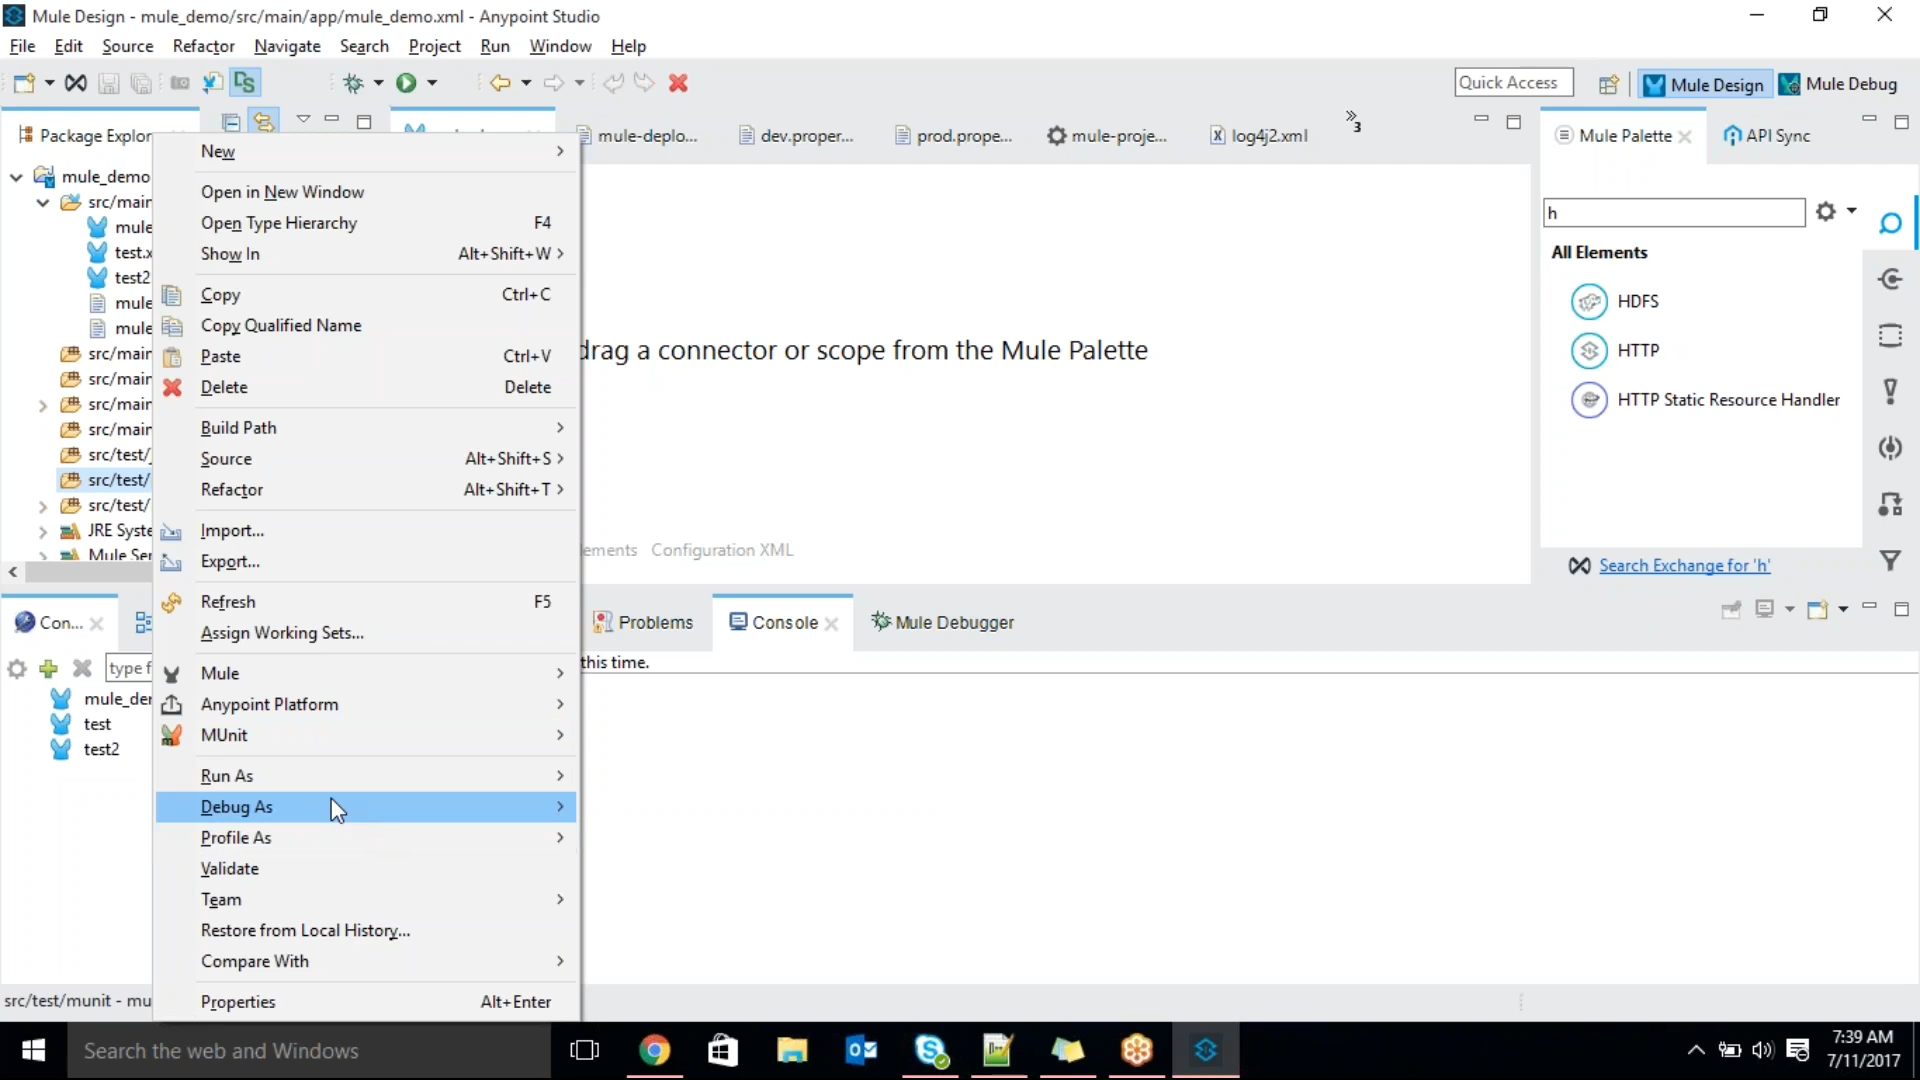 Mule Design - mule_demo/src/main/app/mule_demo.xml - Anypoint Studio
File Edit Source Refactor Navigate Search Project Run Window Help
Quick Access Mule Design Mule Debug
Package Explor
mule-deplo... dev.proper... prod.prope... mule-proje... log4j2.xml »3
Mule Palette API Sync
mule_demo
src/main
mule
test.x
test2
mule
mule
src/main
src/main
src/main
src/main
src/test/j
src/test/
src/test/
JRE Syste
Mule Ser
New
Open in New Window
Open Type Hierarchy F4
Show In Alt+Shift+W
Copy Ctrl+C
Copy Qualified Name
Paste Ctrl+V
Delete Delete
Build Path
Source Alt+Shift+S
Refactor Alt+Shift+T
Import...
Export...
Refresh F5
Assign Working Sets...
Mule
Anypoint Platform
MUnit
Run As
Debug As
Profile As
Validate
Team
Restore from Local History...
Compare With
Properties Alt+Enter
drag a connector or scope from the Mule Palette
ements Configuration XML
h
All Elements
HDFS
HTTP
HTTP Static Resource Handler
Search Exchange for 'h'
Con...
type f
mule_der
test
test2
Problems Console Mule Debugger
this time.
src/test/munit - mu
Search the web and Windows
7:39 AM
7/11/2017